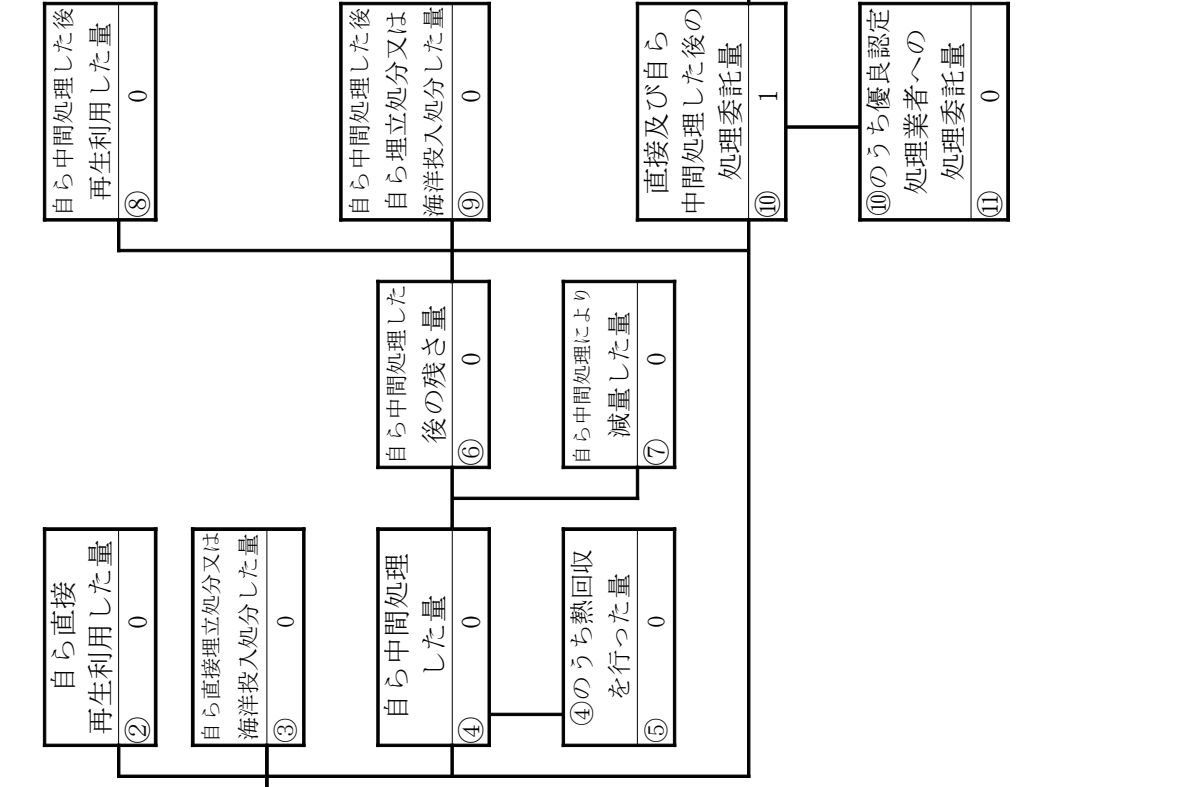 自ら直接
再生利用した量
② 0
自ら直接埋立処分又は
海洋投入処分した量
③ 0
自ら中間処理
した量
④ 0
④のうち熱回収
を行った量
⑤ 0
自ら中間処理した
後の残さ量
⑥ 0
自ら中間処理により
減量した量
⑦ 0
自ら中間処理した後
再生利用した量
⑧ 0
自ら中間処理した後
自ら埋立処分又は
海洋投入処分した量
⑨ 0
直接及び自ら
中間処理した後の
処理委託量
⑩ 1
⑩のうち優良認定
処理業者への
処理委託量
⑪ 0